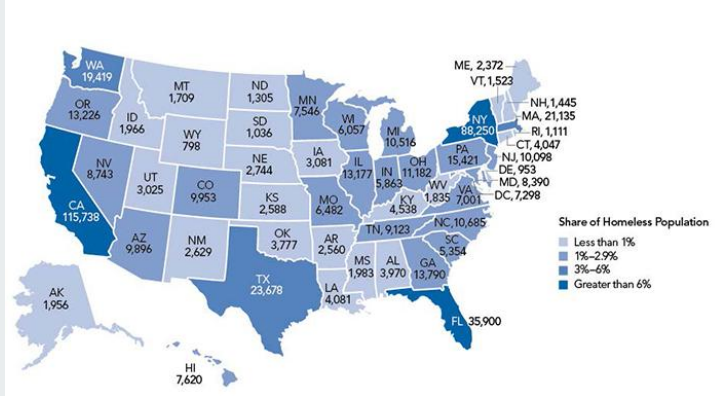 WA
19,419
OR
13,226
CA
115,738
NV
8,743
ID
1,966
MT
1,709
WY
798
UT
3,025
AZ
9,896
CO
9,953
NM
2,629
ND
1,305
SD
1,036
NE
2,744
KS
2,588
OK
3,777
TX
23,678
MN
7,546
IA
3,081
MO
6,482
AR
2,560
LA
4,081
WI
6,057
IL
13,177
MI
10,516
IN
5,863
OH
11,182
KY
4,538
TN, 9,123
MS
1,983
AL
3,970
GA
13,790
FL 35,900
SC
5,354
NC, 10,685
VA
7,001
WV
1,835
PA
15,421
NY
88,250
ME, 2,372
VT, 1,523
NH, 1,445
MA, 21,135
RI, 1,111
CT, 4,047
NJ, 10,098
DE, 953
MD, 8,390
DC, 7,298
AK
1,956
HI
7,620
Share of Homeless Population
Less than 1%
1%–2.9%
3%–6%
Greater than 6%